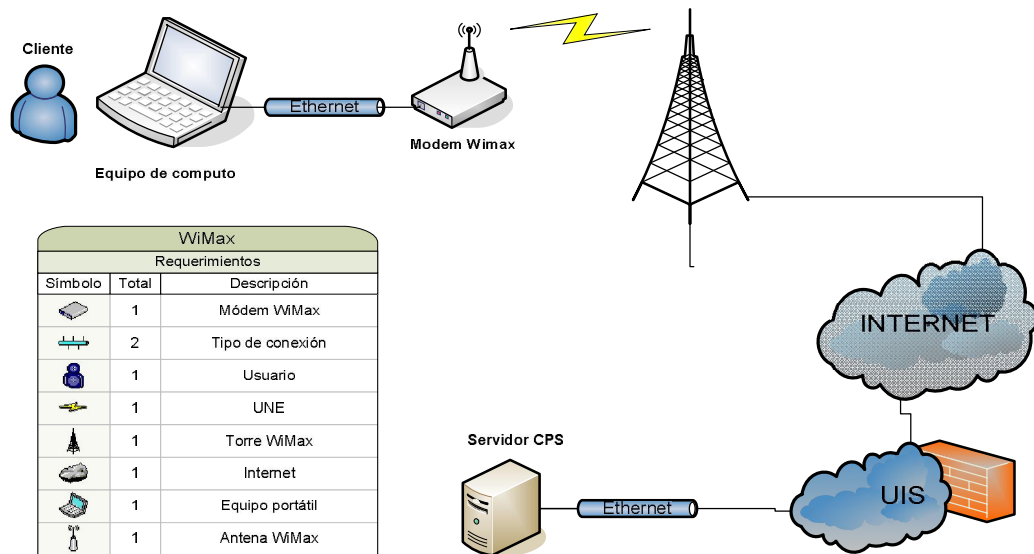 Cliente
Ethernet
Modem Wimax
Equipo de computo
WiMax
Requerimientos
Símbolo Total Descripción
1 Módem WiMax
2 Tipo de conexión
1 Usuario
1 UNE
1 Torre WiMax
1 Internet
1 Equipo portátil
1 Antena WiMax
INTERNET
Servidor CPS
Ethernet
UIS